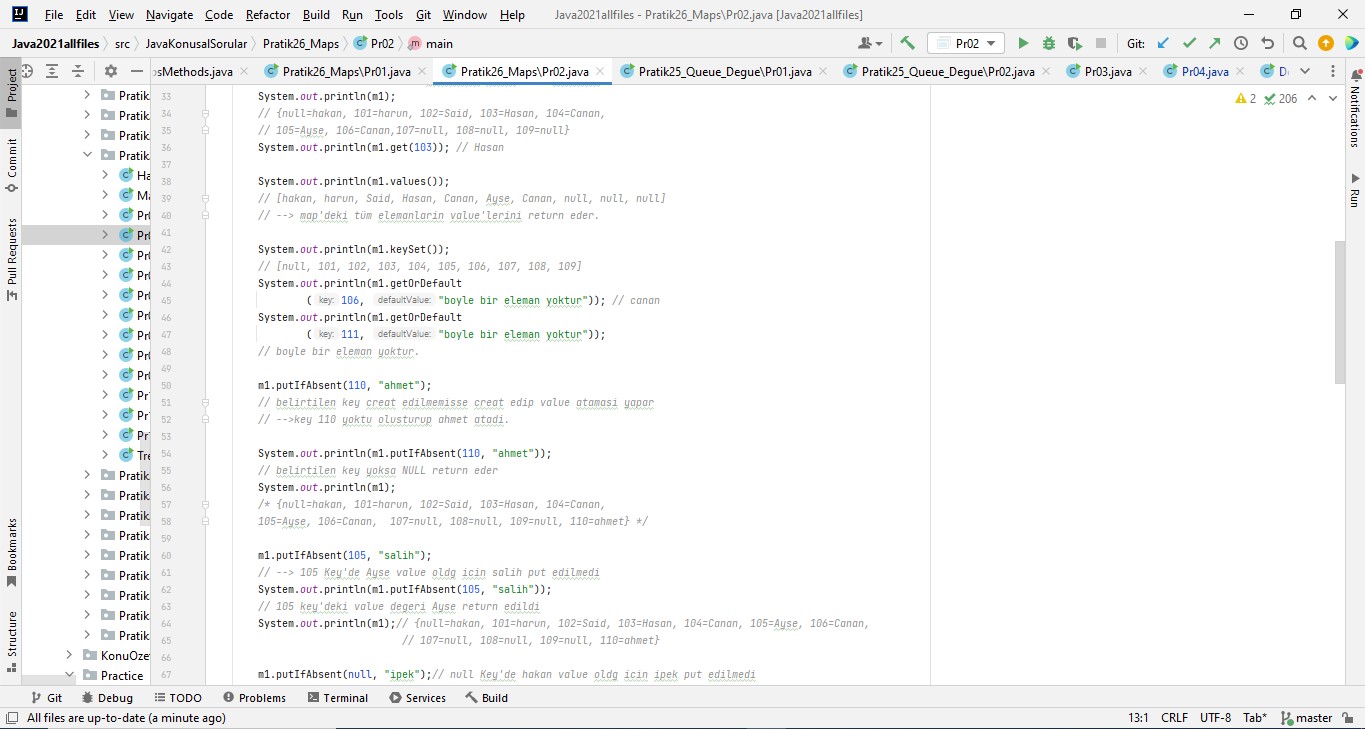 File Edit View Navigate Code Refactor Build Run Tools Git Window Help Java2021allfiles - Pratik26_Maps\Pr02.java [Java2021allfiles]
Java2021allfiles src JavaKonusalSorular Pratik26_Maps Pr02 main Pr02 Git:
osMethods.java Pratik26_Maps\Pr01.java Pratik26_Maps\Pr02.java Pratik25_Queue_Degue\Pr01.java Pratik25_Queue_Degue\Pr02.java Pr03.java Pr04.java
Project
Commit
Pull Requests
Bookmarks
Structure
Pratik
Pratik
Pratik
Pratik
Ha
Ma
Pr0
Pr0
Pr0
Pr0
Pr0
Pr0
Pr0
Pr0
Pr0
Pr1
Pr1
Pr1
Tre
Pratik
Pratik
Pratik
Pratik
Pratik
Pratik
Pratik
Pratik
Pratik
KonuOze
Practice
2 206
Notifications
Run
33 System.out.println(m1);
34 // {null=hakan, 101=harun, 102=Said, 103=Hasan, 104=Canan,
35 // 105=Ayse, 106=Canan,107=null, 108=null, 109=null}
36 System.out.println(m1.get(103)); // Hasan
37
38 System.out.println(m1.values());
39 // [hakan, harun, Said, Hasan, Canan, Ayse, Canan, null, null, null]
40 // --> map'deki tüm elemanlarin value'lerini return eder.
41
42 System.out.println(m1.keySet());
43 // [null, 101, 102, 103, 104, 105, 106, 107, 108, 109]
44 System.out.println(m1.getOrDefault
45 ( key: 106, defaultValue: "boyle bir eleman yoktur")); // canan
46 System.out.println(m1.getOrDefault
47 ( key: 111, defaultValue: "boyle bir eleman yoktur"));
48 // boyle bir eleman yoktur.
49
50 m1.putIfAbsent(110, "ahmet");
51 // belirtilen key creat edilmemisse creat edip value atamasi yapar
52 // -->key 110 yoktu olusturup ahmet atadi.
53
54 System.out.println(m1.putIfAbsent(110, "ahmet"));
55 // belirtilen key yoksa NULL return eder
56 System.out.println(m1);
57 /* {null=hakan, 101=harun, 102=Said, 103=Hasan, 104=Canan,
58 105=Ayse, 106=Canan, 107=null, 108=null, 109=null, 110=ahmet} */
59
60 m1.putIfAbsent(105, "salih");
61 // --> 105 Key'de Ayse value oldg icin salih put edilmedi
62 System.out.println(m1.putIfAbsent(105, "salih"));
63 // 105 key'deki value degeri Ayse return edildi
64 System.out.println(m1);// {null=hakan, 101=harun, 102=Said, 103=Hasan, 104=Canan, 105=Ayse, 106=Canan,
65 // 107=null, 108=null, 109=null, 110=ahmet}
66
67 m1.putIfAbsent(null, "ipek");// null Key'de hakan value oldg icin ipek put edilmedi
Git Debug TODO Problems Terminal Services Build
All files are up-to-date (a minute ago) 13:1 CRLF UTF-8 Tab* master